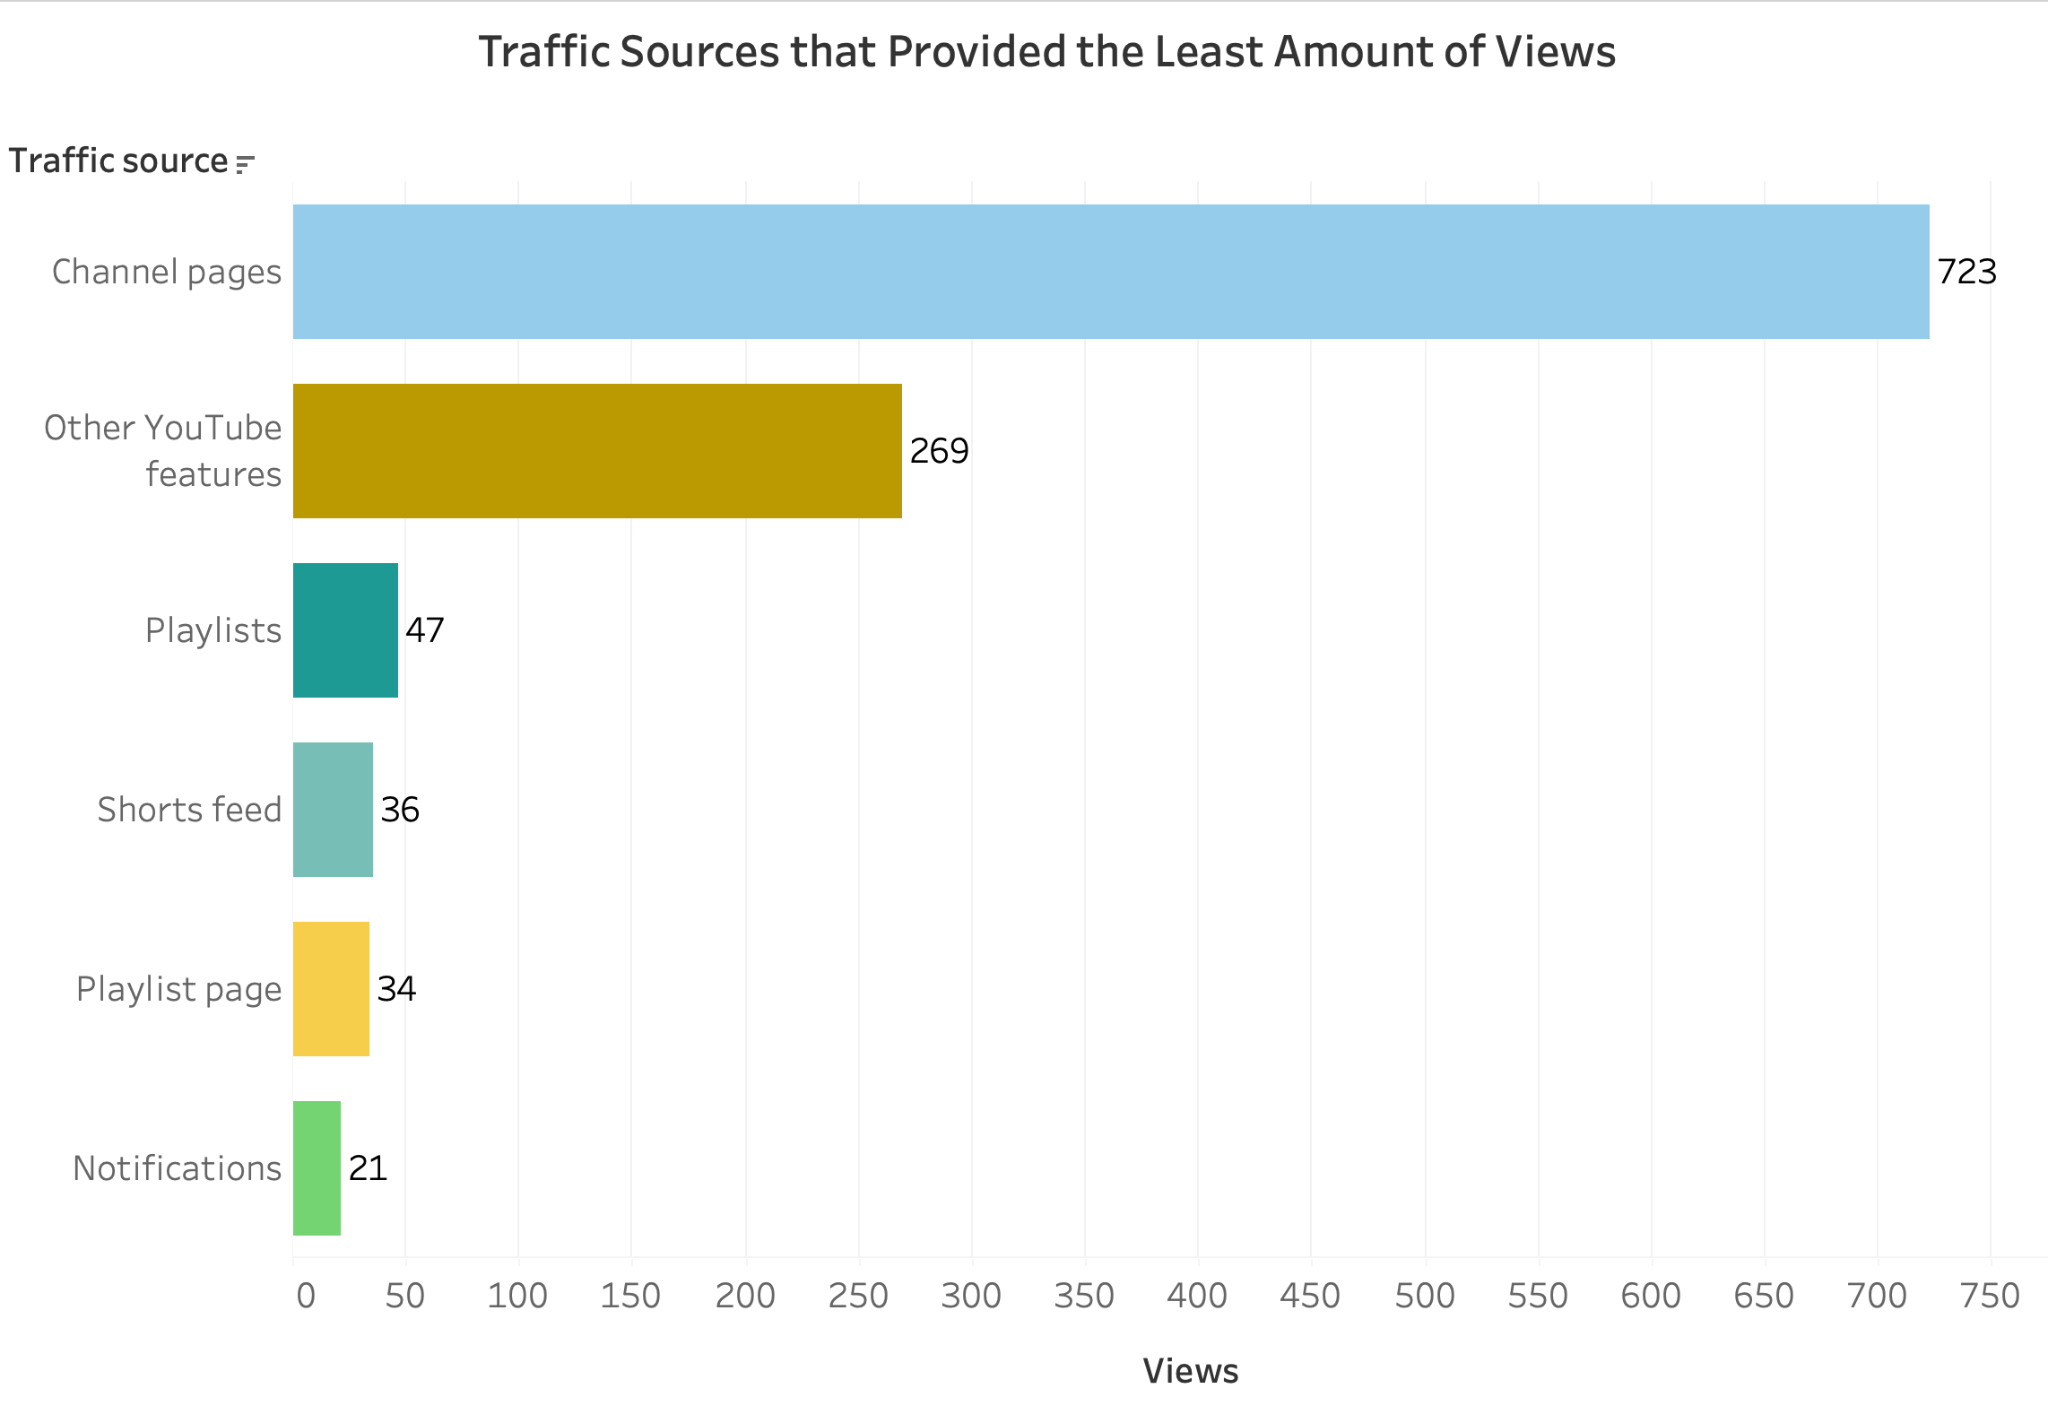 Traffic Sources that Provided the Least Amount of Views
Traffic source
Channel pages
723
Other YouTube
features
269
Playlists
47
Shorts feed
36
Playlist page
34
Notifications
21
0 50 100 150 200 250 300 350 400 450 500 550 600 650 700 750
Views